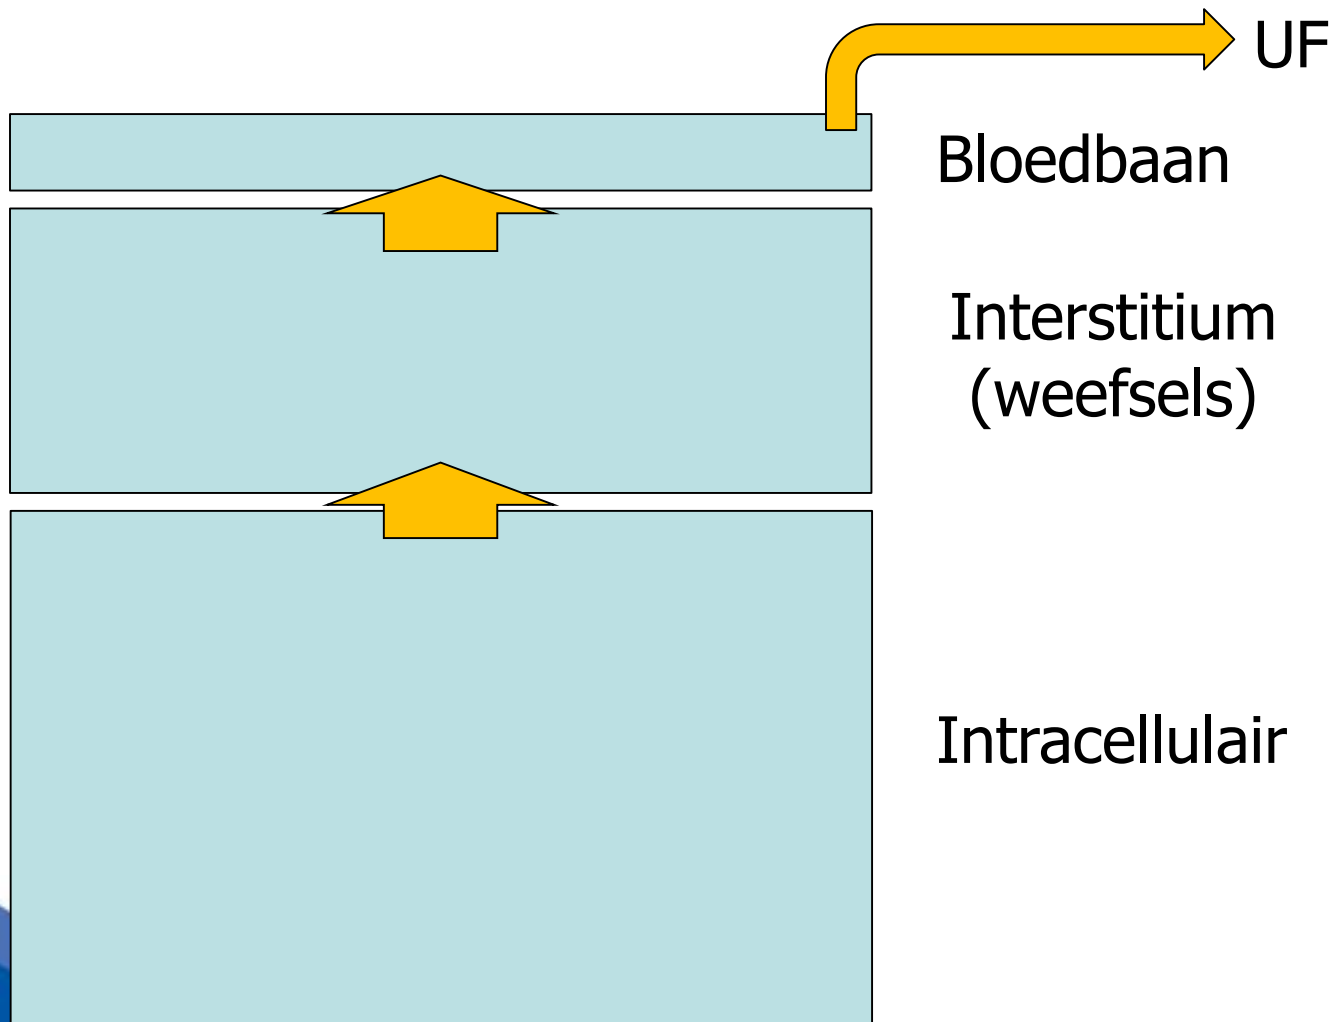 UF
Bloedbaan
Interstitium
(weefsels)
Intracellulair